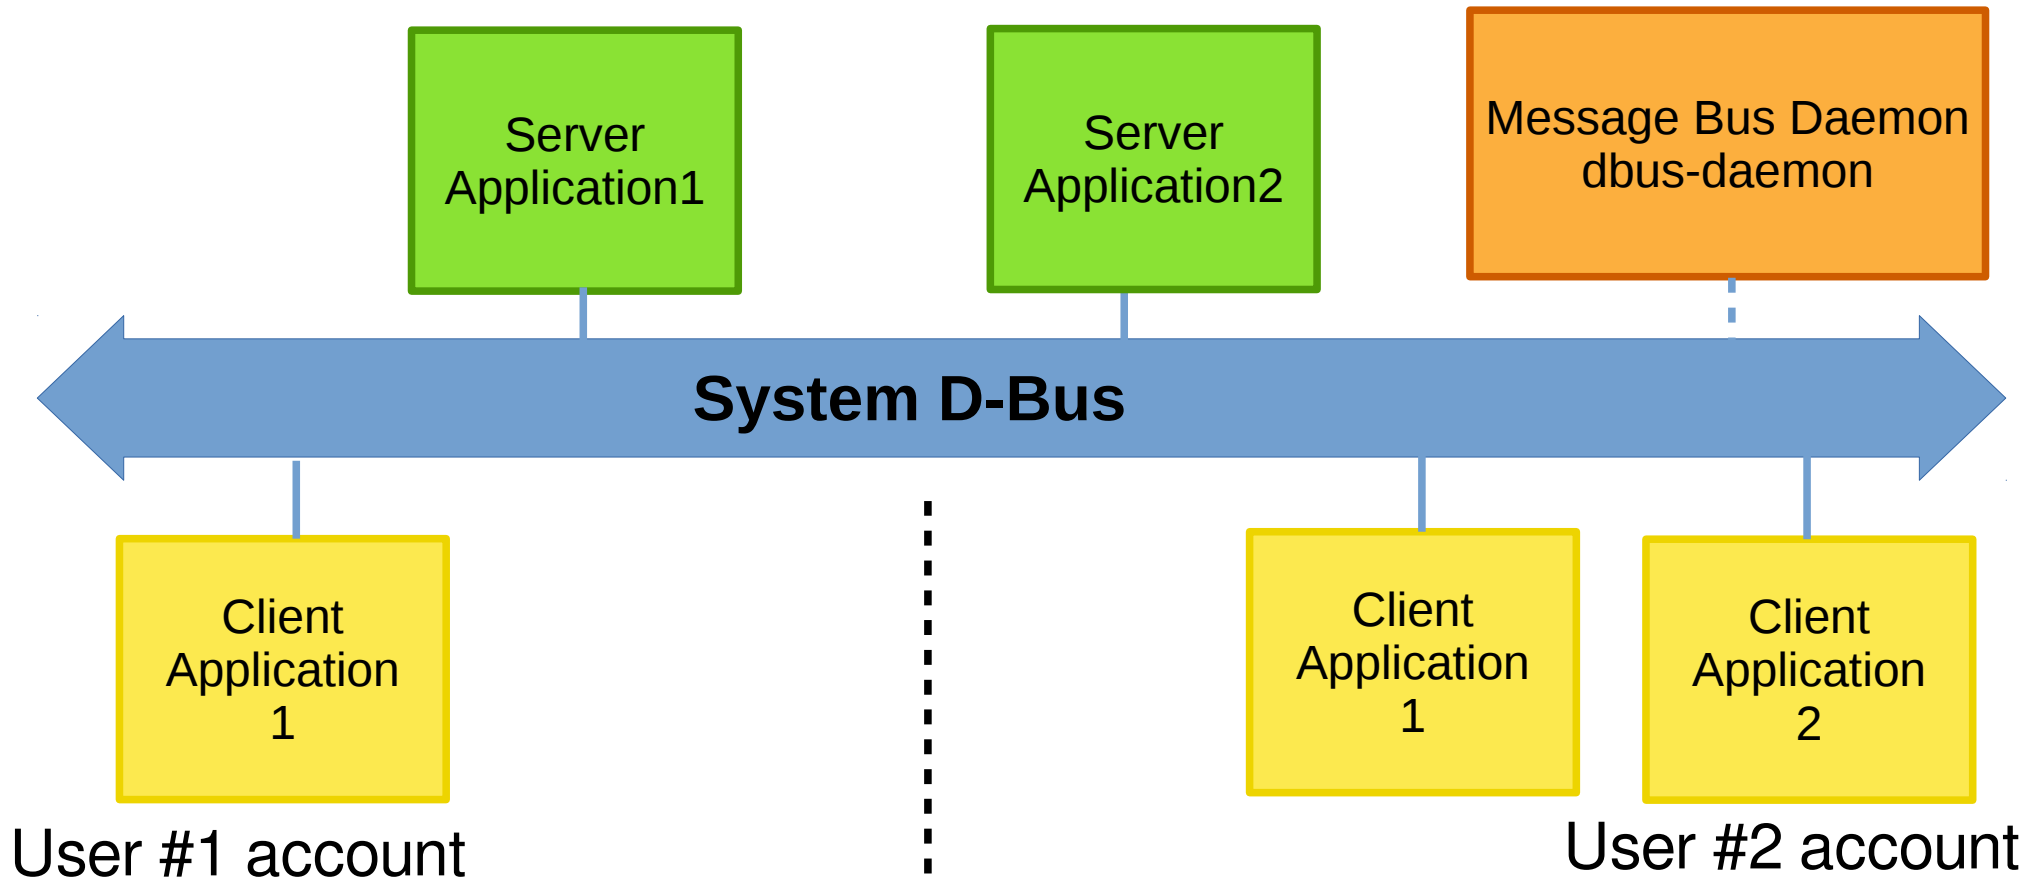 Server
Application1
Server
Application2
Message Bus Daemon
dbus-daemon
System D-Bus
Client
Application
1
Client
Application
1
Client
Application
2
User #1 account
User #2 account